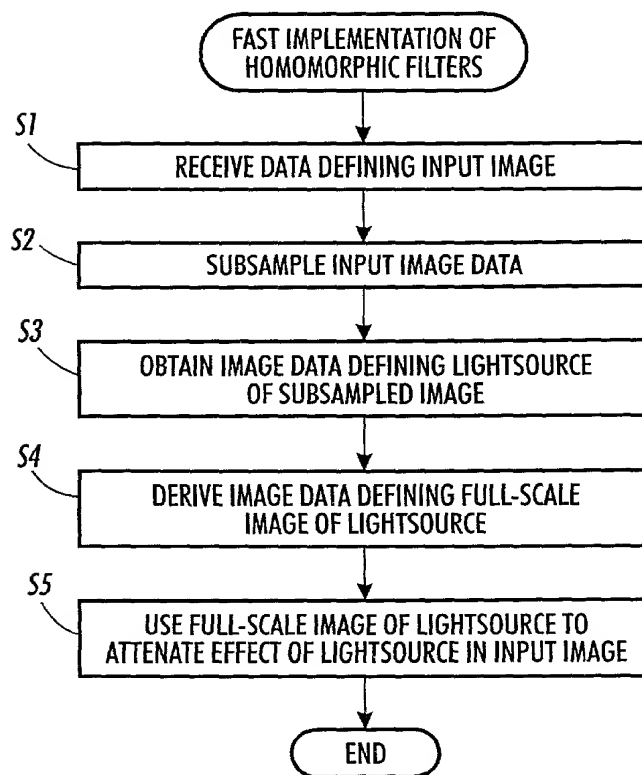 FAST IMPLEMENTATION OF
HOMOMORPHIC FILTERS
S1
RECEIVE DATA DEFINING INPUT IMAGE
S2
SUBSAMPLE INPUT IMAGE DATA
S3
OBTAIN IMAGE DATA DEFINING LIGHTSOURCE
OF SUBSAMPLED IMAGE
S4
DERIVE IMAGE DATA DEFINING FULL-SCALE
IMAGE OF LIGHTSOURCE
S5
USE FULL-SCALE IMAGE OF LIGHTSOURCE TO
ATTENATE EFFECT OF LIGHTSOURCE IN INPUT IMAGE
END